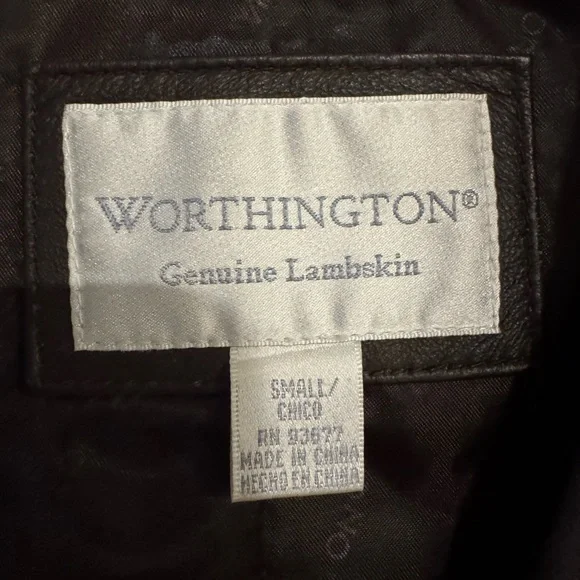 WORTHINGTON®
Genuine Lambskin
SMALL/
CHICO
RN 93677
MADE IN CHINA
HECHO EN CHINA